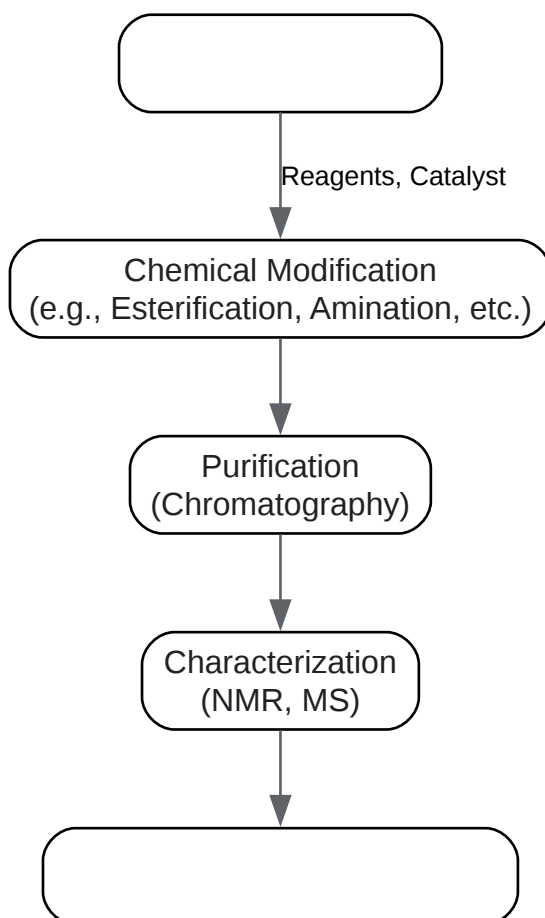 Reagents, Catalyst
Chemical Modification
(e.g., Esterification, Amination, etc.)
Purification
(Chromatography)
Characterization
(NMR, MS)